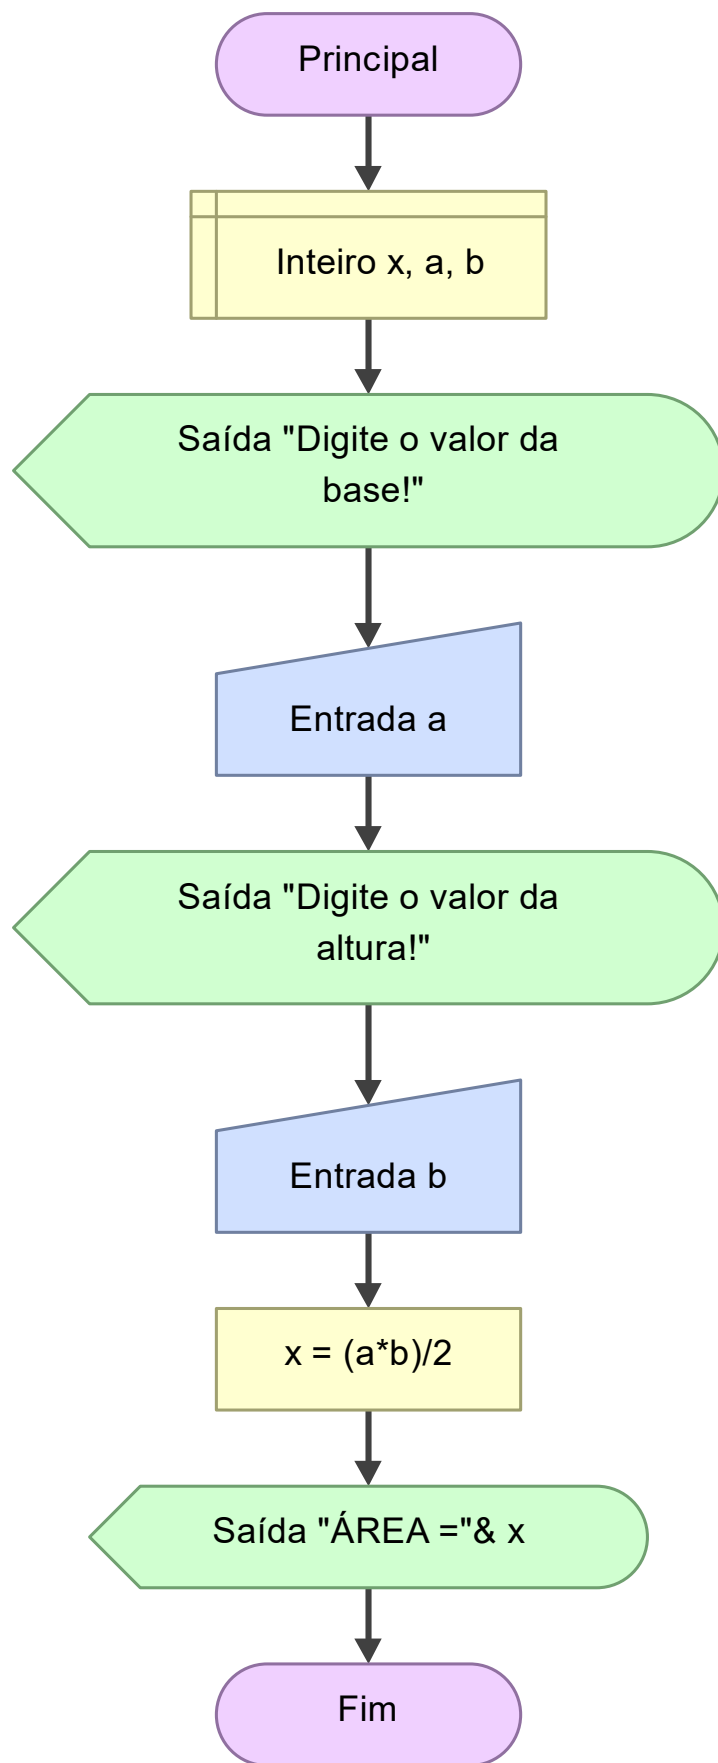 Principal
Inteiro x, a, b
Saída "Digite o valor da
base!"
Entrada a
Saída "Digite o valor da
altura!"
Entrada b
x = (a*b)/2
Saída "ÁREA ="& x
Fim